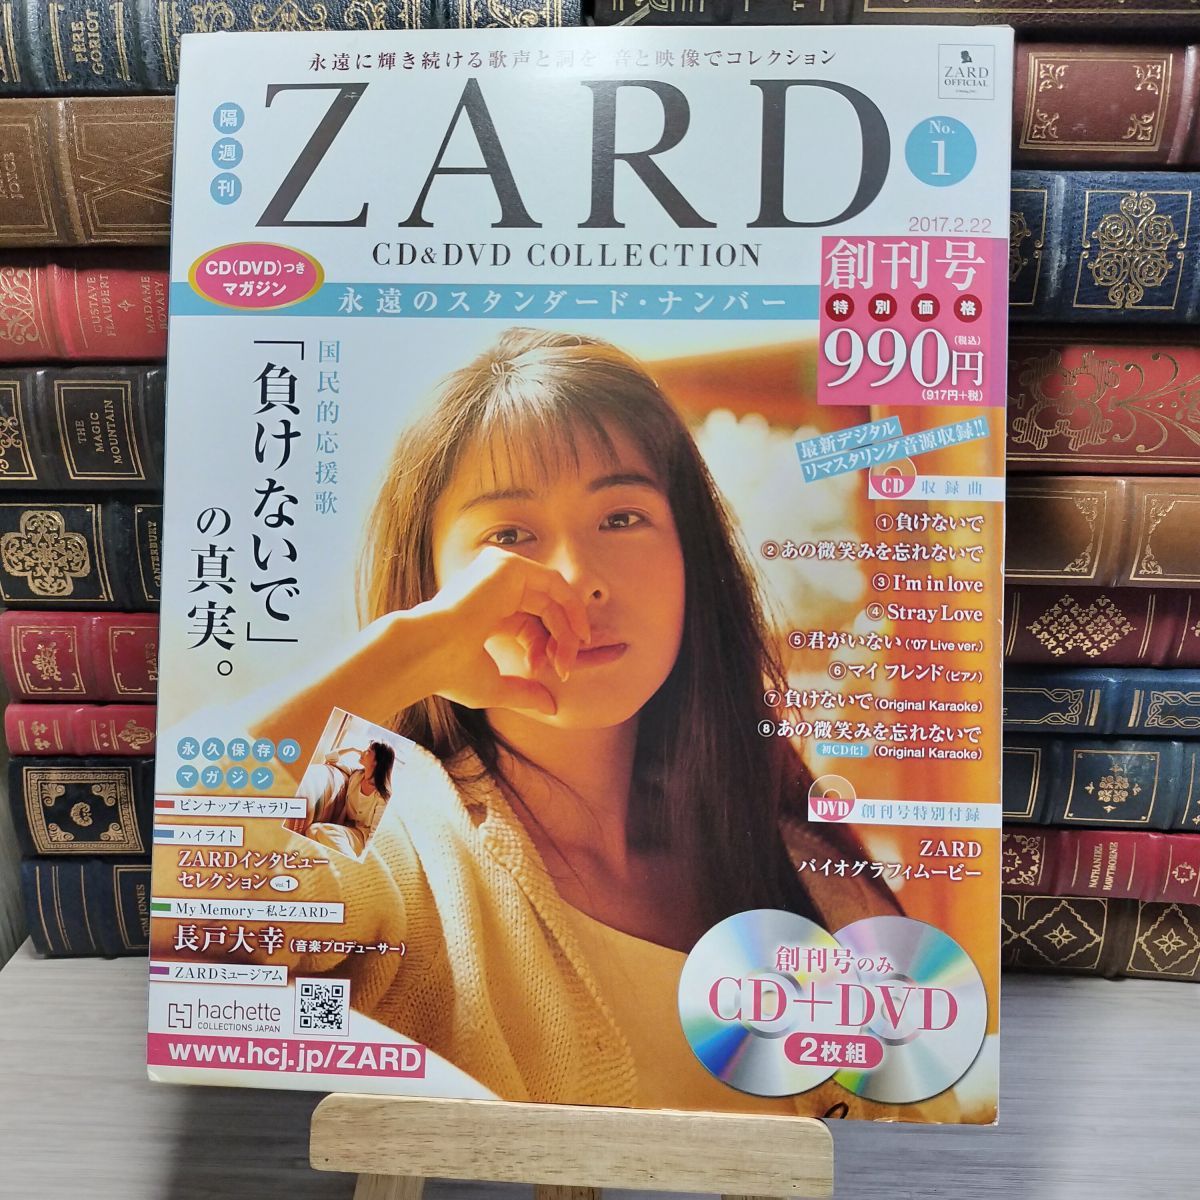 永遠に輝き続ける歌声と詞を 音と映像でコレクション
ZARD
OFFICIAL
隔週刊
ZARD
No.
1
CD&DVD COLLECTION
2017.2.22
CD(DVD)つき
マガジン
永遠のスタンダード・ナンバー
創刊号
特別価格
990円
(税込)
(917円+税)
国民的応援歌
「負けないで」
の真実。
最新デジタル
リマスタリング音源収録!!
CD 収録曲
①負けないで
②あの微笑みを忘れないで
③I'm in love
④Stray Love
⑤君がいない('07 Live ver.)
⑥マイ フレンド(ピアノ)
⑦負けないで(Original Karaoke)
⑧あの微笑みを忘れないで
初CD化! (Original Karaoke)
DVD 創刊号特別付録
ZARD
バイオグラフィムービー
永久保存の
マガジン
ピンナップギャラリー
ハイライト
ZARDインタビュー
セレクション vol.1
My Memory－私とZARD－
長戸大幸(音楽プロデューサー)
ZARDミュージアム
hachette
COLLECTIONS JAPAN
www.hcj.jp/ZARD
創刊号のみ
CD+DVD
2枚組
PÈRE
GORIOT
JOYCE
GUSTAVE
FLAUBERT
MADAME
BOVARY
THE
MAGIC
MOUNTAIN
CANTERBURY
PLATO
TOM JONES
NATHANIEL
HAWTHORNE